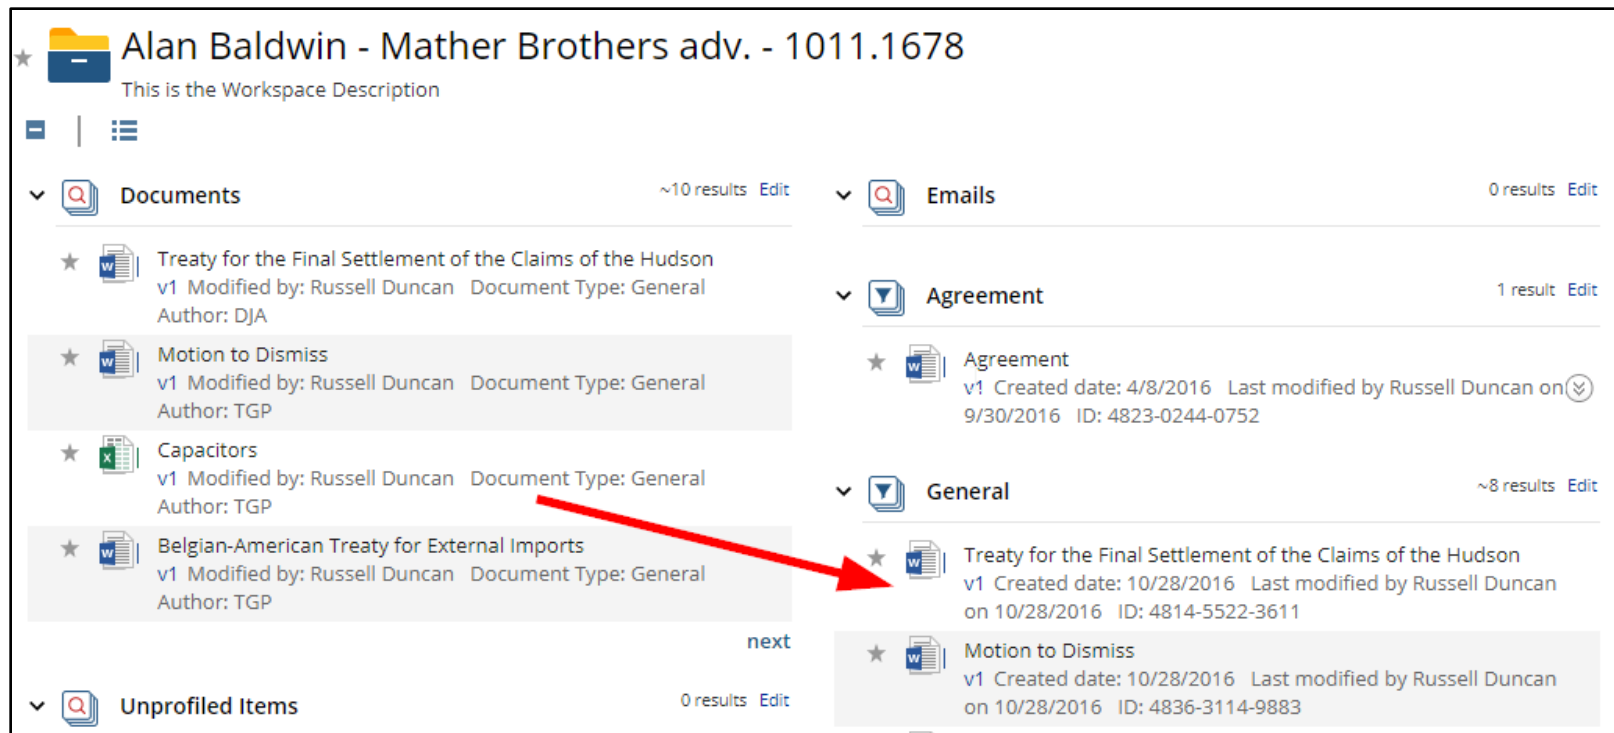 Alan Baldwin - Mather Brothers adv. - 1011.1678
This is the Workspace Description
Documents
~10 results Edit
Treaty for the Final Settlement of the Claims of the Hudson
v1 Modified by: Russell Duncan Document Type: General
Author: DJA
Motion to Dismiss
v1 Modified by: Russell Duncan Document Type: General
Author: TGP
Capacitors
v1 Modified by: Russell Duncan Document Type: General
Author: TGP
Belgian-American Treaty for External Imports
v1 Modified by: Russell Duncan Document Type: General
Author: TGP
next
Unprofiled Items
0 results Edit
Emails
0 results Edit
Agreement
1 result Edit
Agreement
v1 Created date: 4/8/2016 Last modified by Russell Duncan on
9/30/2016 ID: 4823-0244-0752
General
~8 results Edit
Treaty for the Final Settlement of the Claims of the Hudson
v1 Created date: 10/28/2016 Last modified by Russell Duncan
on 10/28/2016 ID: 4814-5522-3611
Motion to Dismiss
v1 Created date: 10/28/2016 Last modified by Russell Duncan
on 10/28/2016 ID: 4836-3114-9883